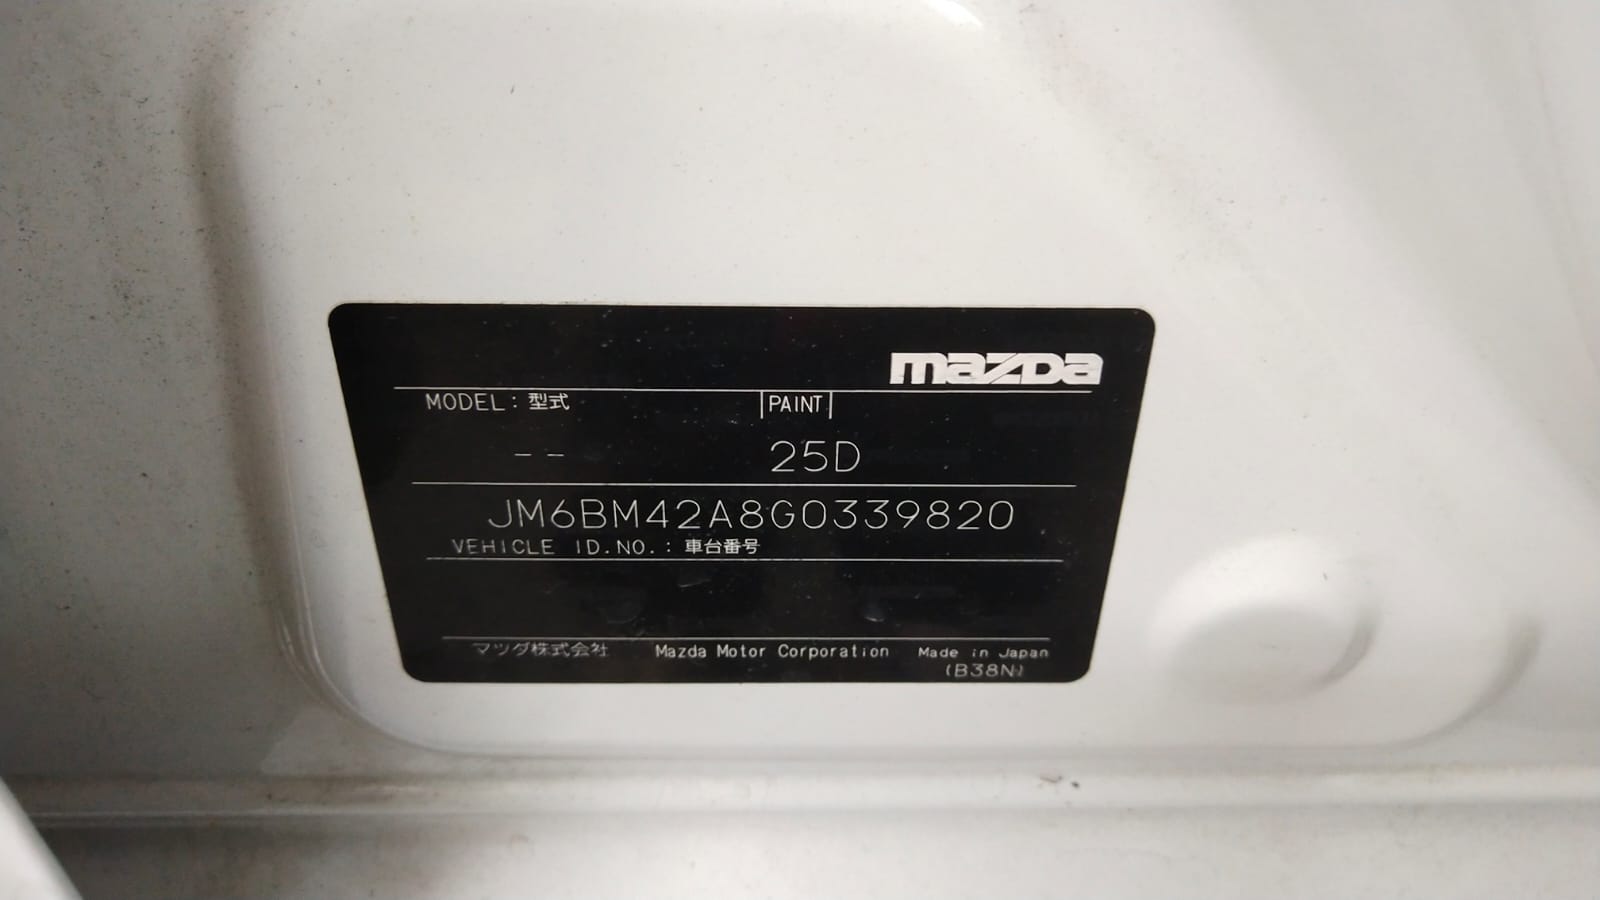 mazda
MODEL: 型式 PAINT
-- 25D
JM6BM42A8G0339820
VEHICLE ID.NO.: 車台番号
マツダ株式会社 Mazda Motor Corporation Made in Japan
(B38N)